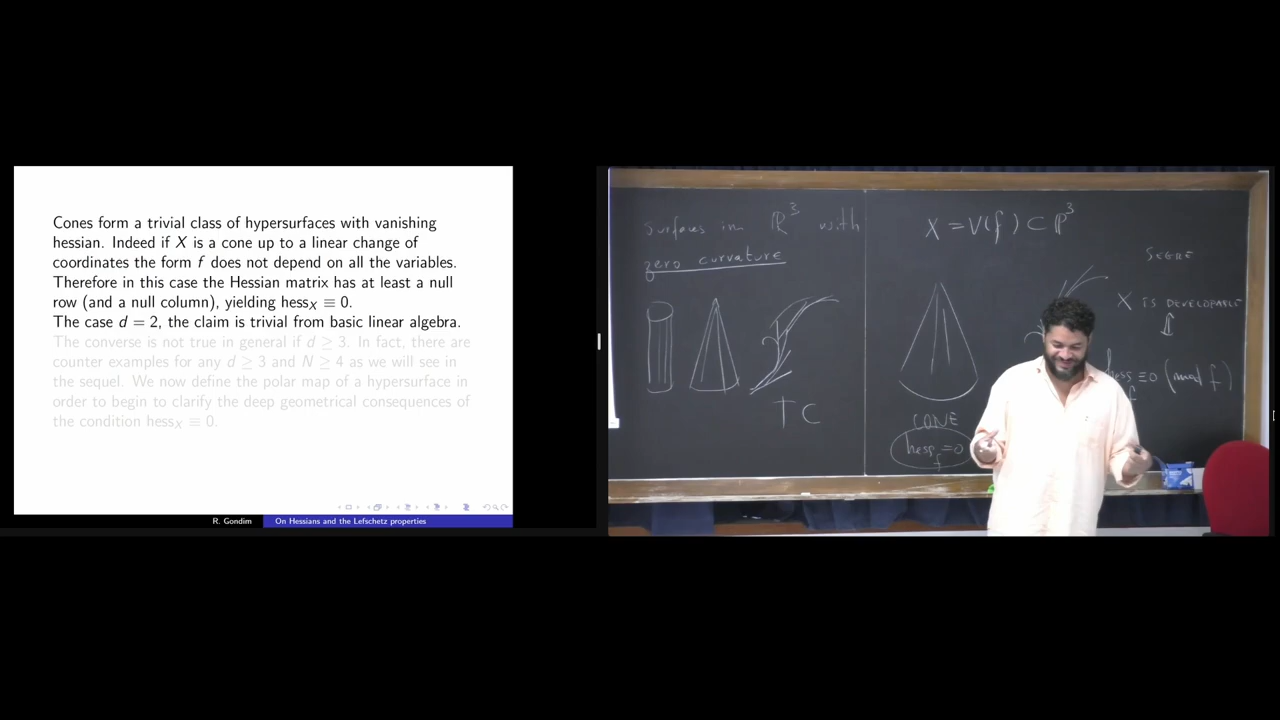 Cones form a trivial class of hypersurfaces with vanishing
hessian. Indeed if X is a cone up to a linear change of
coordinates the form f does not depend on all the variables.
Therefore in this case the Hessian matrix has at least a null
row (and a null column), yielding hess_X ≡ 0.
The case d = 2, the claim is trivial from basic linear algebra.
The converse is not true in general if d ≥ 3. In fact, there are
counter examples for any d ≥ 3 and N ≥ 4 as we will see in
the sequel. We now define the polar map of a hypersurface in
order to begin to clarify the deep geometrical consequences of
the condition hess_X ≡ 0.
R. Gondim
On Hessians and the Lefschetz properties
surfaces in ℝ³ with
zero curvature
T C
X = V(f) ⊂ ℙ³
CONE
hess_f = 0
SEGRE
X IS DEVELOPABLE
⇕
hess_f ≡ 0 (mod f)